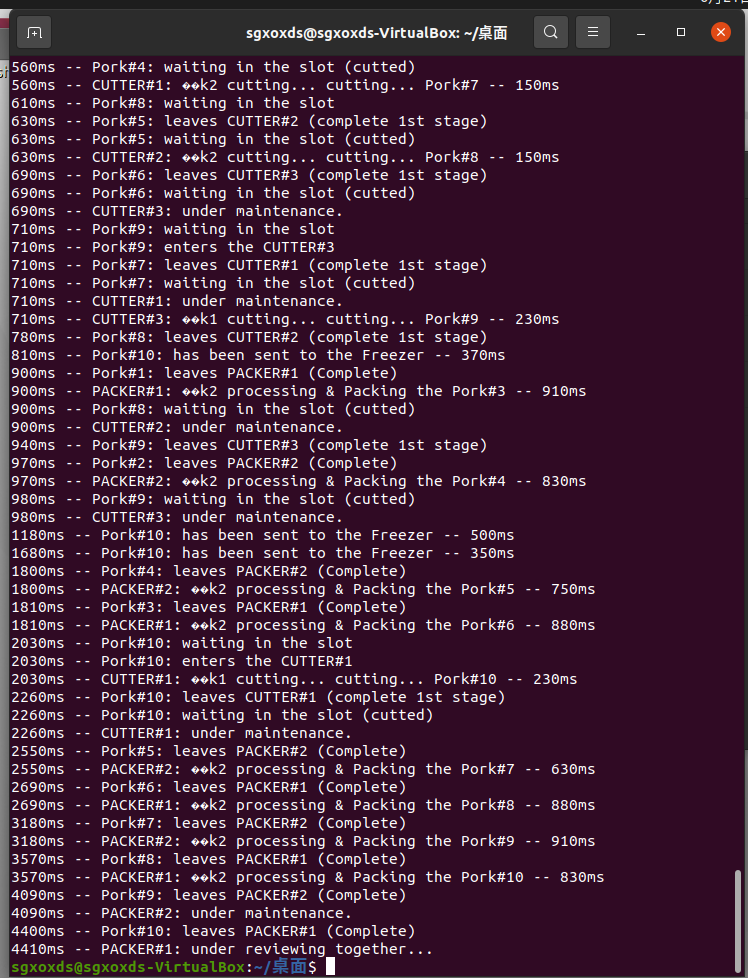 sgxoxds@sgxoxds-VirtualBox: ~/桌面
560ms -- Pork#4: waiting in the slot (cutted)
560ms -- CUTTER#1: ��k2 cutting... cutting... Pork#7 -- 150ms
610ms -- Pork#8: waiting in the slot
630ms -- Pork#5: leaves CUTTER#2 (complete 1st stage)
630ms -- Pork#5: waiting in the slot (cutted)
630ms -- CUTTER#2: ��k2 cutting... cutting... Pork#8 -- 150ms
690ms -- Pork#6: leaves CUTTER#3 (complete 1st stage)
690ms -- Pork#6: waiting in the slot (cutted)
690ms -- CUTTER#3: under maintenance.
710ms -- Pork#9: waiting in the slot
710ms -- Pork#9: enters the CUTTER#3
710ms -- Pork#7: leaves CUTTER#1 (complete 1st stage)
710ms -- Pork#7: waiting in the slot (cutted)
710ms -- CUTTER#1: under maintenance.
710ms -- CUTTER#3: ��k1 cutting... cutting... Pork#9 -- 230ms
780ms -- Pork#8: leaves CUTTER#2 (complete 1st stage)
810ms -- Pork#10: has been sent to the Freezer -- 370ms
900ms -- Pork#1: leaves PACKER#1 (Complete)
900ms -- PACKER#1: ��k2 processing & Packing the Pork#3 -- 910ms
900ms -- Pork#8: waiting in the slot (cutted)
900ms -- CUTTER#2: under maintenance.
940ms -- Pork#9: leaves CUTTER#3 (complete 1st stage)
970ms -- Pork#2: leaves PACKER#2 (Complete)
970ms -- PACKER#2: ��k2 processing & Packing the Pork#4 -- 830ms
980ms -- Pork#9: waiting in the slot (cutted)
980ms -- CUTTER#3: under maintenance.
1180ms -- Pork#10: has been sent to the Freezer -- 500ms
1680ms -- Pork#10: has been sent to the Freezer -- 350ms
1800ms -- Pork#4: leaves PACKER#2 (Complete)
1800ms -- PACKER#2: ��k2 processing & Packing the Pork#5 -- 750ms
1810ms -- Pork#3: leaves PACKER#1 (Complete)
1810ms -- PACKER#1: ��k2 processing & Packing the Pork#6 -- 880ms
2030ms -- Pork#10: waiting in the slot
2030ms -- Pork#10: enters the CUTTER#1
2030ms -- CUTTER#1: ��k1 cutting... cutting... Pork#10 -- 230ms
2260ms -- Pork#10: leaves CUTTER#1 (complete 1st stage)
2260ms -- Pork#10: waiting in the slot (cutted)
2260ms -- CUTTER#1: under maintenance.
2550ms -- Pork#5: leaves PACKER#2 (Complete)
2550ms -- PACKER#2: ��k2 processing & Packing the Pork#7 -- 630ms
2690ms -- Pork#6: leaves PACKER#1 (Complete)
2690ms -- PACKER#1: ��k2 processing & Packing the Pork#8 -- 880ms
3180ms -- Pork#7: leaves PACKER#2 (Complete)
3180ms -- PACKER#2: ��k2 processing & Packing the Pork#9 -- 910ms
3570ms -- Pork#8: leaves PACKER#1 (Complete)
3570ms -- PACKER#1: ��k2 processing & Packing the Pork#10 -- 830ms
4090ms -- Pork#9: leaves PACKER#2 (Complete)
4090ms -- PACKER#2: under maintenance.
4400ms -- Pork#10: leaves PACKER#1 (Complete)
4410ms -- PACKER#1: under reviewing together...
sgxoxds@sgxoxds-VirtualBox:~/桌面$